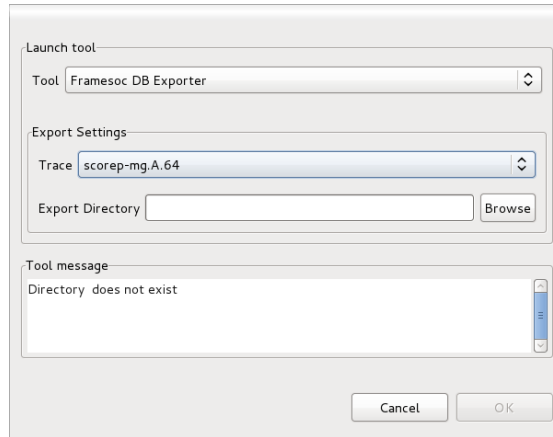 Launch tool
Tool Framesoc DB Exporter
Export Settings
Trace scorep-mg.A.64
Export Directory Browse
Tool message
Directory  does not exist
Cancel OK